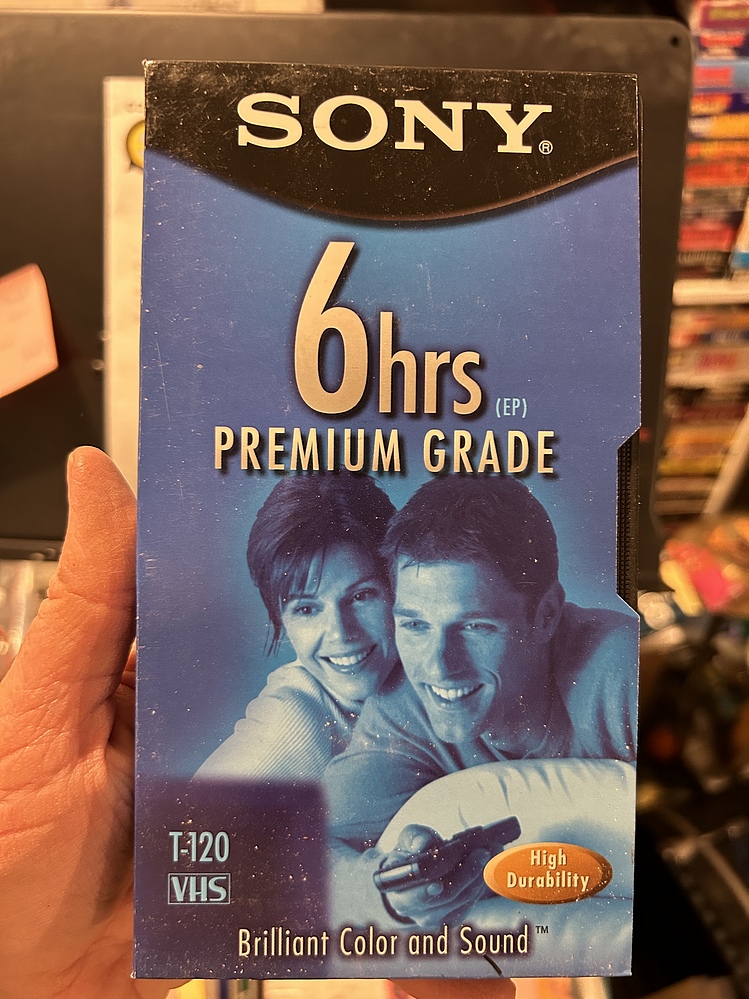 SONY®
6hrs (EP)
PREMIUM GRADE
T-120
VHS
High
Durability
Brilliant Color and Sound™